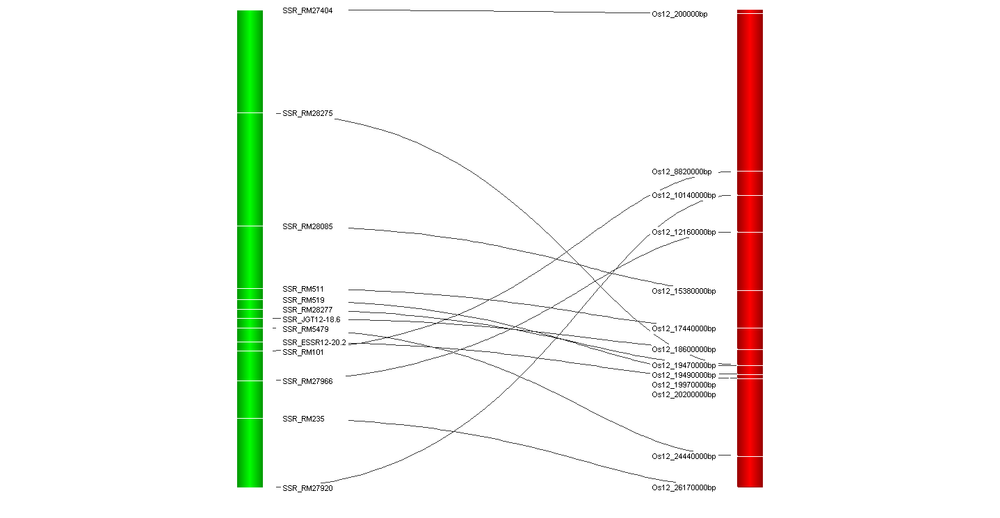 SSR_RM27404
SSR_RM28275
SSR_RM28085
SSR_RM511
SSR_RM519
SSR_RM28277
SSR_JGT12-18.6
SSR_RM5479
SSR_ESSR12-20.2
SSR_RM101
SSR_RM27966
SSR_RM235
SSR_RM27920
Os12_200000bp
Os12_8820000bp
Os12_10140000bp
Os12_12160000bp
Os12_15380000bp
Os12_17440000bp
Os12_18600000bp
Os12_19470000bp
Os12_19490000bp
Os12_19970000bp
Os12_20200000bp
Os12_24440000bp
Os12_26170000bp